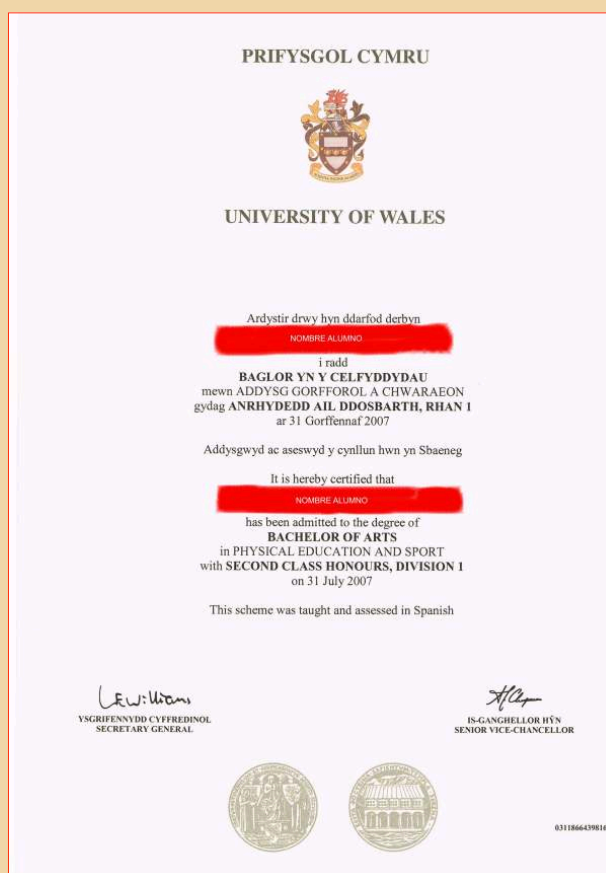 PRIFYSGOL CYMRU
UNIVERSITY OF WALES
Ardystir drwy hyn ddarfod derbyn
NOMBRE ALUMNO
i radd
BAGLOR YN Y CELFYDDYDAU
mewn ADDYSG GORFFOROL A CHWARAEON
gydag ANRHYDEDD AIL DDOSBARTH, RHAN 1
ar 31 Gorffennaf 2007
Addysgwyd ac aseswyd y cynllun hwn yn Sbaeneg
It is hereby certified that
NOMBRE ALUMNO
has been admitted to the degree of
BACHELOR OF ARTS
in PHYSICAL EDUCATION AND SPORT
with SECOND CLASS HONOURS, DIVISION 1
on 31 July 2007
This scheme was taught and assessed in Spanish
YSGRIFENNYDD CYFFREDINOL
SECRETARY GENERAL
IS-GANGHELLOR HŶN
SENIOR VICE-CHANCELLOR
0311866439816